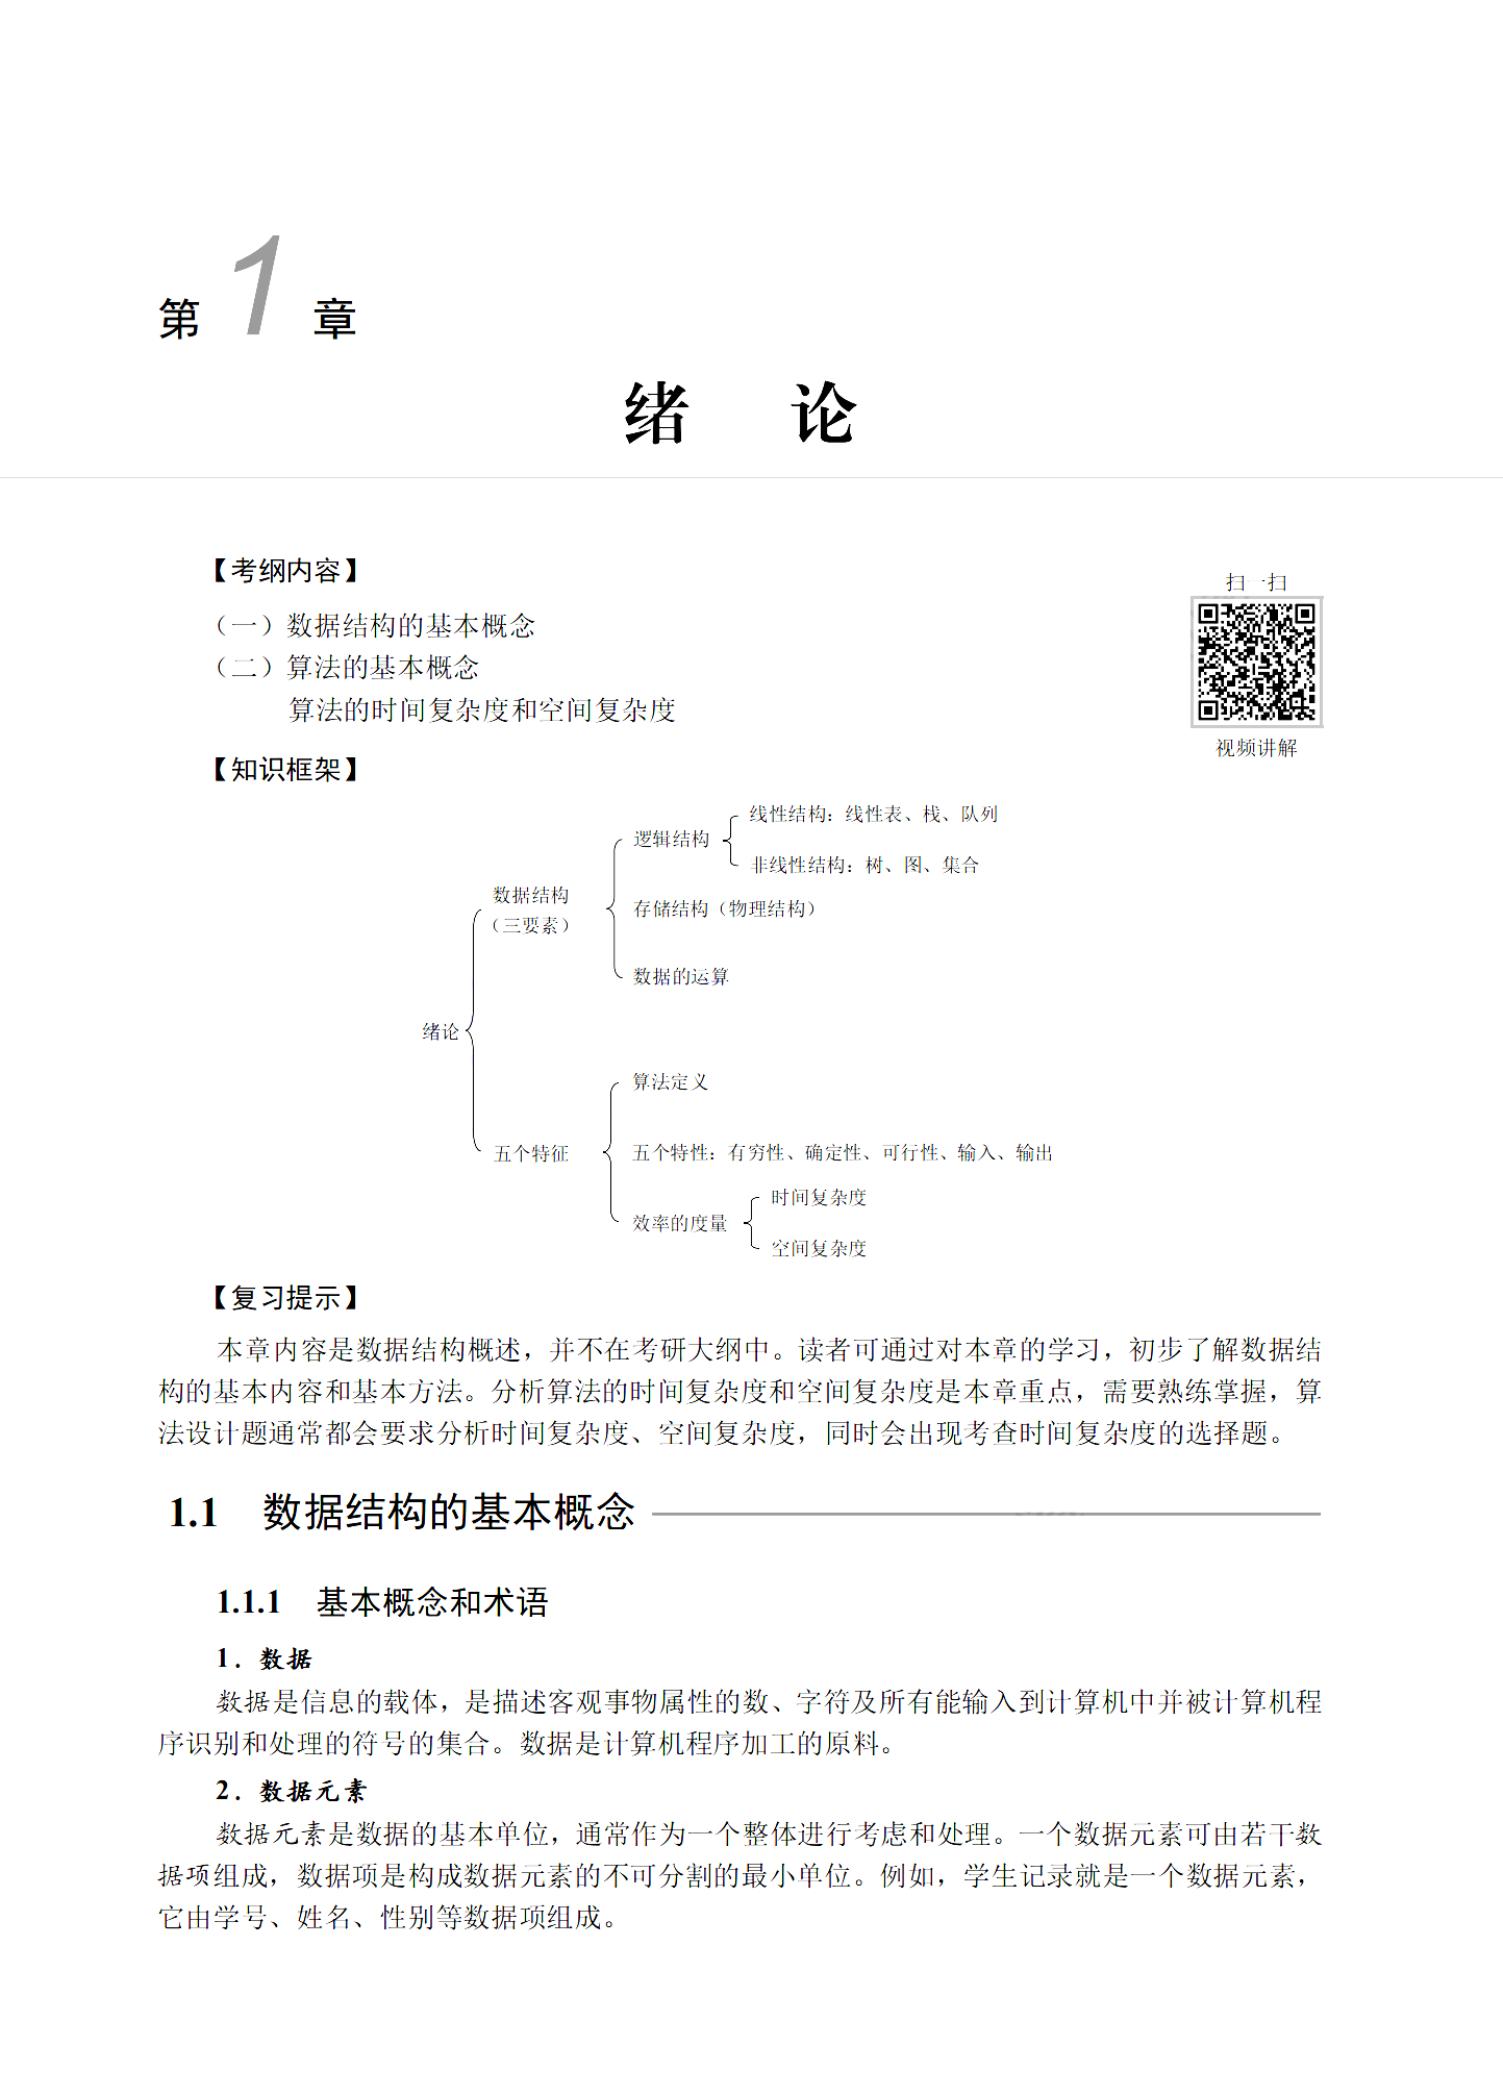 第 1 章
绪 论
【考纲内容】
（一）数据结构的基本概念
（二）算法的基本概念
算法的时间复杂度和空间复杂度
扫一扫
视频讲解
【知识框架】
线性结构：线性表、栈、队列
逻辑结构
非线性结构：树、图、集合
数据结构
（三要素）
存储结构（物理结构）
数据的运算
绪论
算法定义
五个特征
五个特性：有穷性、确定性、可行性、输入、输出
时间复杂度
效率的度量
空间复杂度
【复习提示】
本章内容是数据结构概述，并不在考研大纲中。读者可通过对本章的学习，初步了解数据结
构的基本内容和基本方法。分析算法的时间复杂度和空间复杂度是本章重点，需要熟练掌握，算
法设计题通常都会要求分析时间复杂度、空间复杂度，同时会出现考查时间复杂度的选择题。
1.1 数据结构的基本概念
1.1.1 基本概念和术语
1．数据
数据是信息的载体，是描述客观事物属性的数、字符及所有能输入到计算机中并被计算机程
序识别和处理的符号的集合。数据是计算机程序加工的原料。
2．数据元素
数据元素是数据的基本单位，通常作为一个整体进行考虑和处理。一个数据元素可由若干数
据项组成，数据项是构成数据元素的不可分割的最小单位。例如，学生记录就是一个数据元素，
它由学号、姓名、性别等数据项组成。